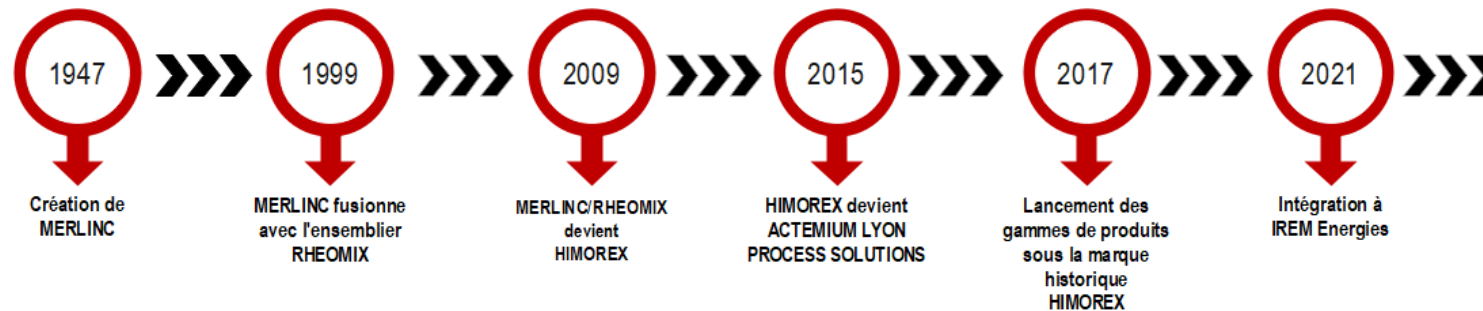 1947
1999
2009
2015
2017
2021
Création de
MERLINC
MERLINC fusionne
avec l'ensemblier
RHEOMIX
MERLINC/RHEOMIX
devient
HIMOREX
HIMOREX devient
ACTEMIUM LYON
PROCESS SOLUTIONS
Lancement des
gammes de produits
sous la marque
historique
HIMOREX
Intégration à
IREM Energies